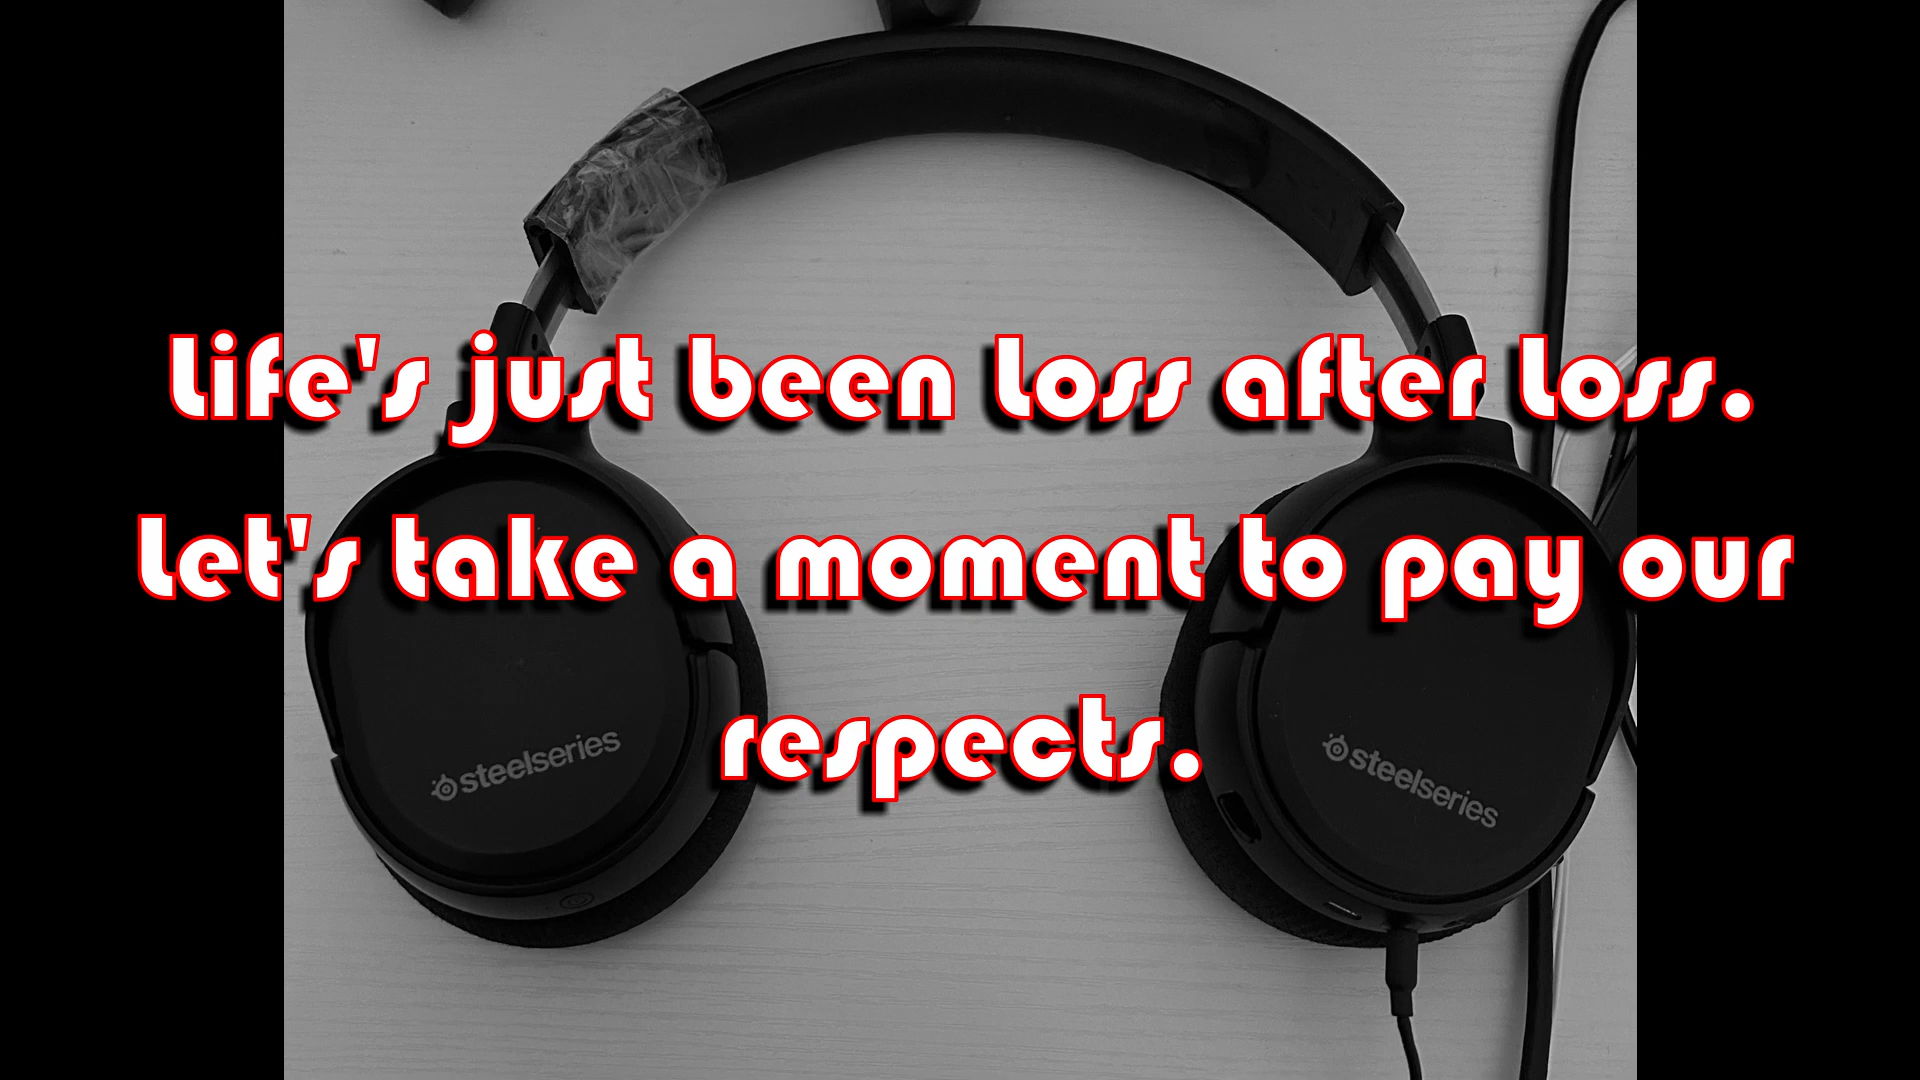 Life's just been Loss after Loss.
Let's take a moment to pay our
respects.
steelseries
steelseries